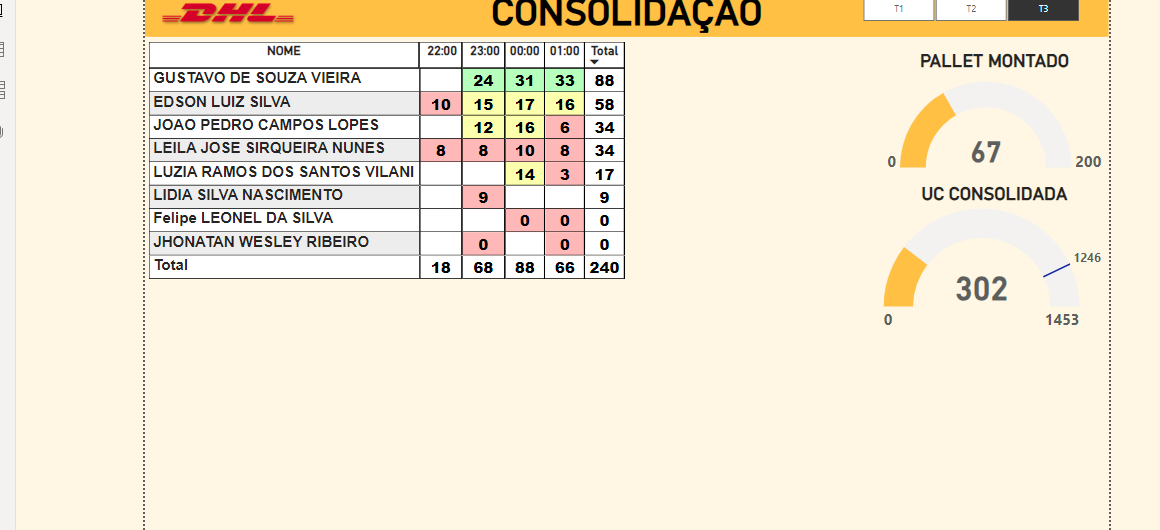 DHL
CONSOLIDAÇÃO
T1 T2 T3
NOME 22:00 23:00 00:00 01:00 Total
GUSTAVO DE SOUZA VIEIRA 24 31 33 88
EDSON LUIZ SILVA 10 15 17 16 58
JOAO PEDRO CAMPOS LOPES 12 16 6 34
LEILA JOSE SIRQUEIRA NUNES 8 8 10 8 34
LUZIA RAMOS DOS SANTOS VILANI 14 3 17
LIDIA SILVA NASCIMENTO 9 9
Felipe LEONEL DA SILVA 0 0 0
JHONATAN WESLEY RIBEIRO 0 0 0
Total 18 68 88 66 240
PALLET MONTADO
67
0 200
UC CONSOLIDADA
1246
302
0 1453